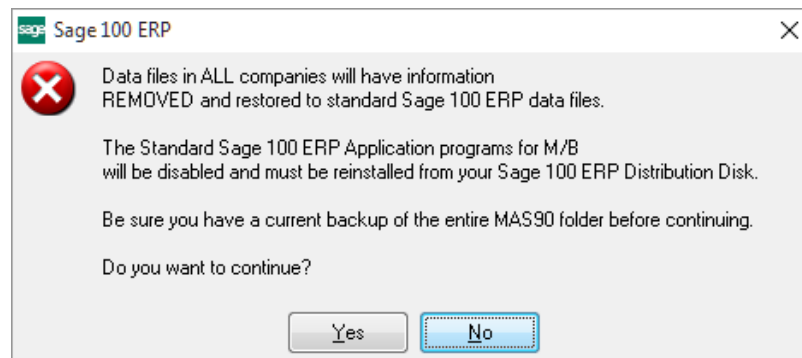 sage Sage 100 ERP
Data files in ALL companies will have information
REMOVED and restored to standard Sage 100 ERP data files.
The Standard Sage 100 ERP Application programs for M/B
will be disabled and must be reinstalled from your Sage 100 ERP Distribution Disk.
Be sure you have a current backup of the entire MAS90 folder before continuing.
Do you want to continue?
Yes No